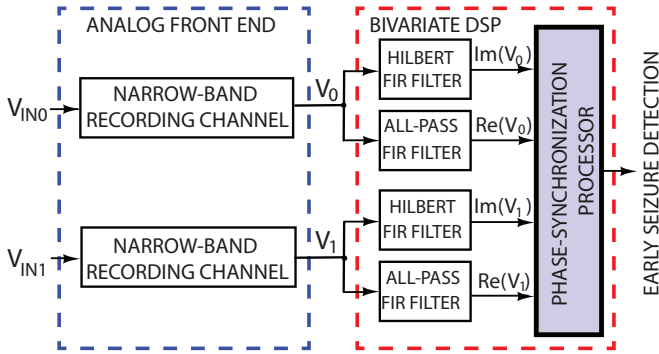 ANALOG FRONT END
BIVARIATE DSP
V_IN0
NARROW-BAND
RECORDING CHANNEL
V_0
HILBERT
FIR FILTER
Im(V_0)
ALL-PASS
FIR FILTER
Re(V_0)
V_IN1
NARROW-BAND
RECORDING CHANNEL
V_1
HILBERT
FIR FILTER
Im(V_1)
ALL-PASS
FIR FILTER
Re(V_1)
PHASE-SYNCHRONIZATION
PROCESSOR
EARLY SEIZURE DETECTION